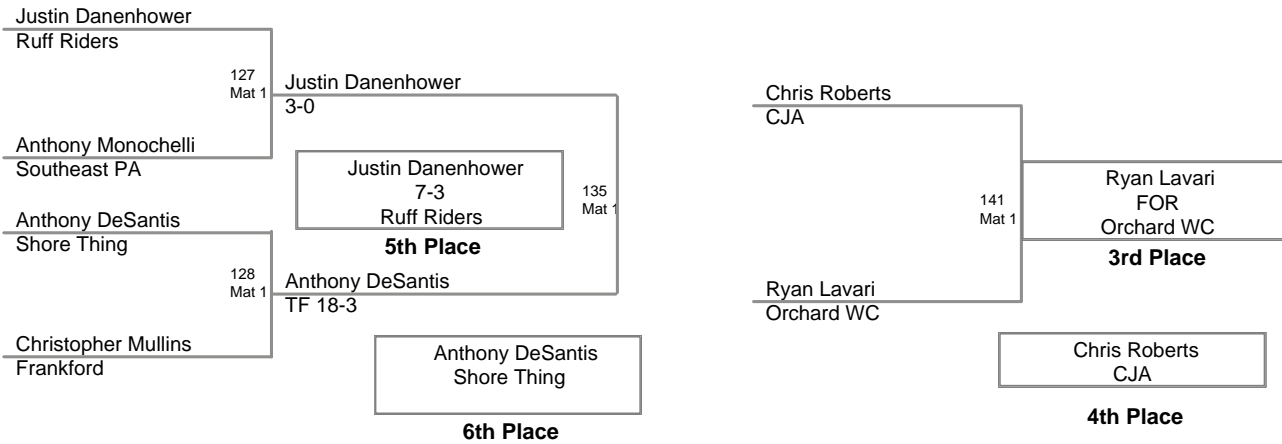 Justin Danenhower
Ruff Riders
127
Mat 1
Justin Danenhower
3-0
Anthony Monochelli
Southeast PA
Justin Danenhower
7-3
Ruff Riders
5th Place
135
Mat 1
Anthony DeSantis
Shore Thing
128
Mat 1
Anthony DeSantis
TF 18-3
Christopher Mullins
Frankford
Anthony DeSantis
Shore Thing
6th Place
Chris Roberts
CJA
141
Mat 1
Ryan Lavari
FOR
Orchard WC
3rd Place
Ryan Lavari
Orchard WC
Chris Roberts
CJA
4th Place